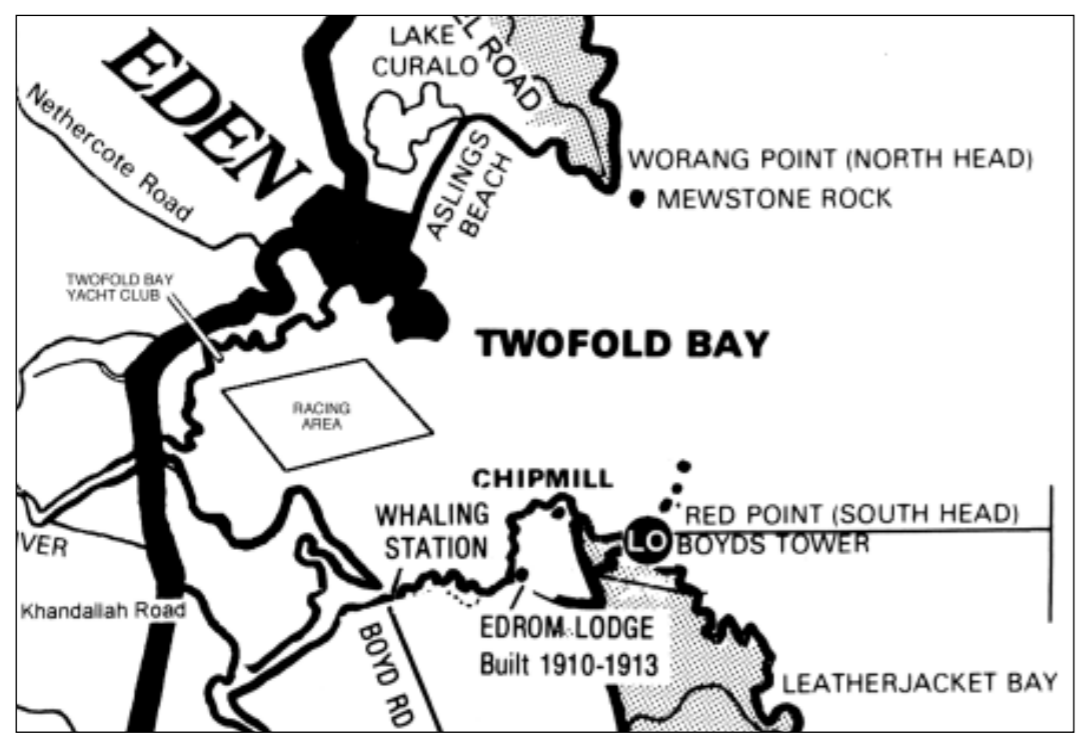 LAKE
CURALO
L ROAD
EDEN
Nethercote Road
ASLINGS
BEACH
WORANG POINT (NORTH HEAD)
MEWSTONE ROCK
TWOFOLD BAY
YACHT CLUB
TWOFOLD BAY
RACING
AREA
CHIPMILL
WHALING
STATION
RED POINT (SOUTH HEAD)
LO
BOYDS TOWER
VER
Khandallah Road
EDROM LODGE
Built 1910-1913
BOYD RD
LEATHERJACKET BAY